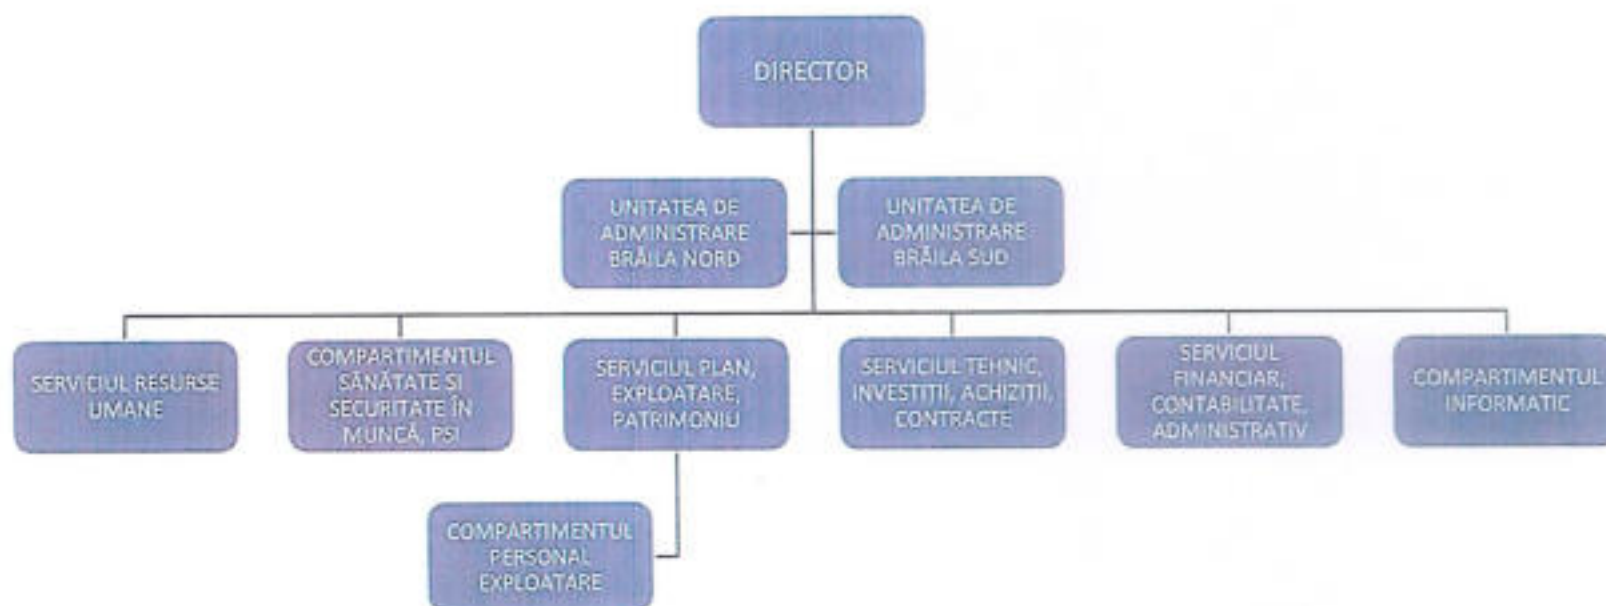 DIRECTOR
UNITATEA DE
ADMINISTRARE
BRĂILA NORD
UNITATEA DE
ADMINISTRARE
BRĂILA SUD
SERVICIUL RESURSE
UMANE
COMPARTIMENTUL
SĂNĂTATE ȘI
SECURITATE ÎN
MUNCĂ, PSI
SERVICIUL PLAN,
EXPLOATARE,
PATRIMONIU
SERVICIUL TEHNIC,
INVESTIȚII, ACHIZIȚII,
CONTRACTE
SERVICIUL
FINANCIAR,
CONTABILITATE,
ADMINISTRATIV
COMPARTIMENTUL
INFORMATIC
COMPARTIMENTUL
PERSONAL
EXPLOATARE